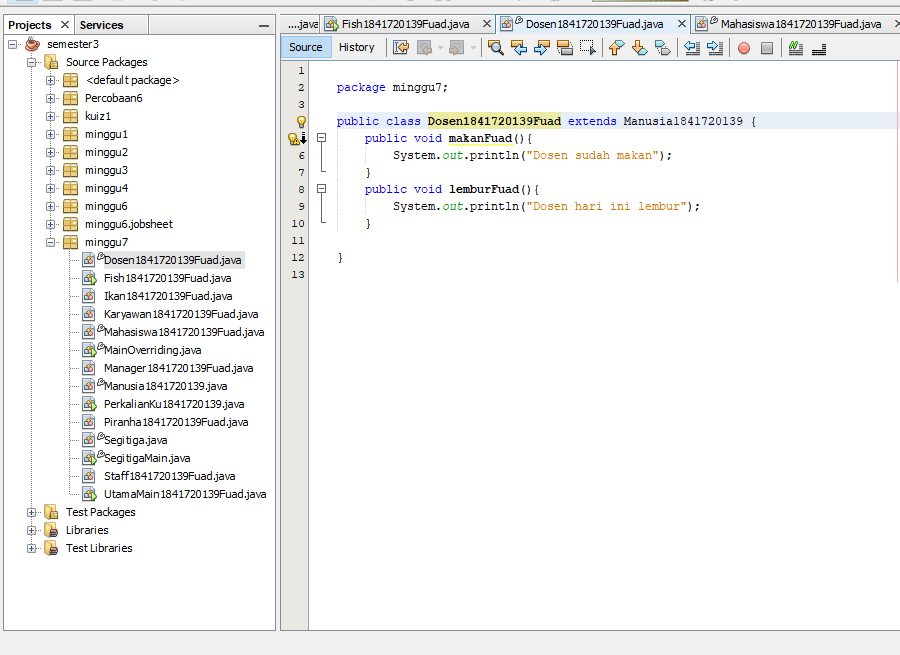 Projects
Services
semester3
Source Packages
<default package>
Percobaan6
kuiz1
minggu1
minggu2
minggu3
minggu4
minggu6
minggu6.jobsheet
minggu7
Dosen1841720139Fuad.java
Fish1841720139Fuad.java
Ikan1841720139Fuad.java
Karyawan1841720139Fuad.java
Mahasiswa1841720139Fuad.java
MainOverriding.java
Manager1841720139Fuad.java
Manusia1841720139.java
PerkalianKu1841720139.java
Piranha1841720139Fuad.java
Segitiga.java
SegitigaMain.java
Staff1841720139Fuad.java
UtamaMain1841720139Fuad.java
Test Packages
Libraries
Test Libraries
....java Fish1841720139Fuad.java Dosen1841720139Fuad.java Mahasiswa1841720139Fuad.java
Source History
1
2 package minggu7;
3
public class Dosen1841720139Fuad extends Manusia1841720139 {
public void makanFuad(){
6 System.out.println("Dosen sudah makan");
7 }
8 public void lemburFuad(){
9 System.out.println("Dosen hari ini lembur");
10 }
11
12 }
13